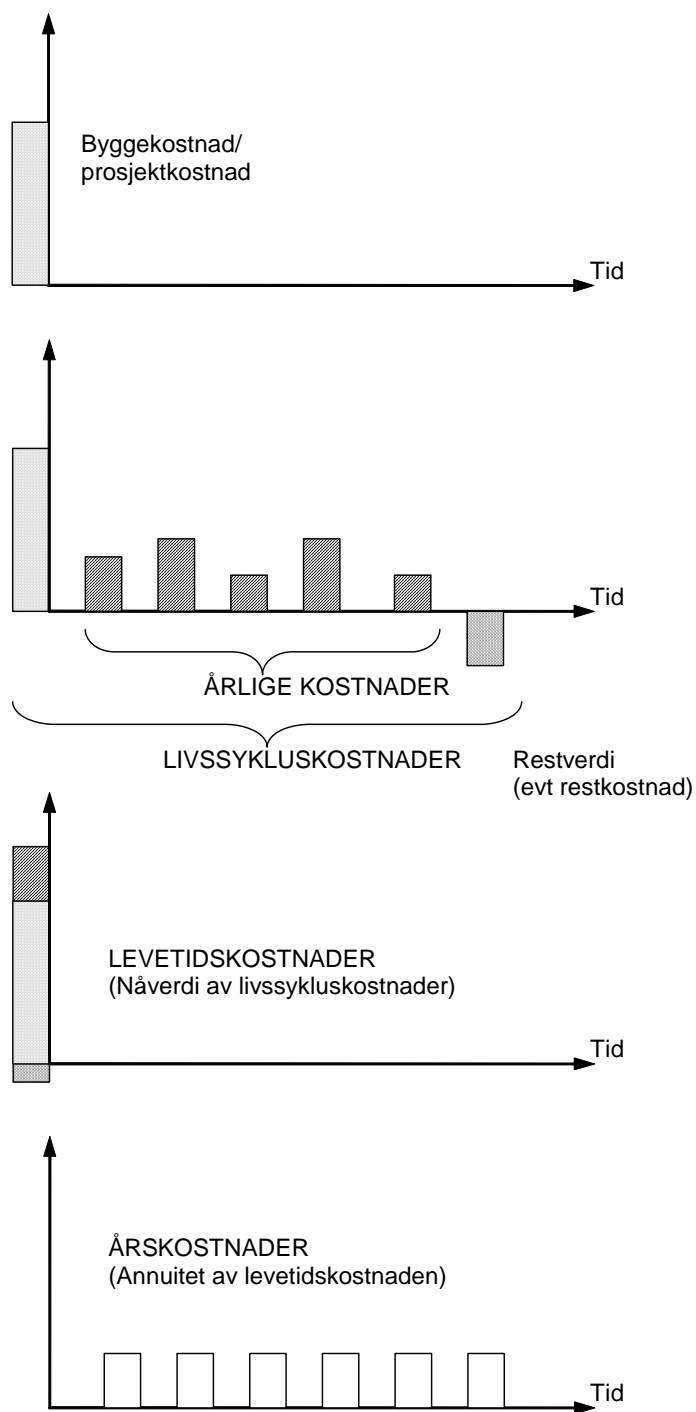 Byggekostnad/
prosjektkostnad
Tid
Tid
ÅRLIGE KOSTNADER
LIVSSYKLUSKOSTNADER
Restverdi
(evt restkostnad)
LEVETIDSKOSTNADER
(Nåverdi av livssykluskostnader)
Tid
ÅRSKOSTNADER
(Annuitet av levetidskostnaden)
Tid